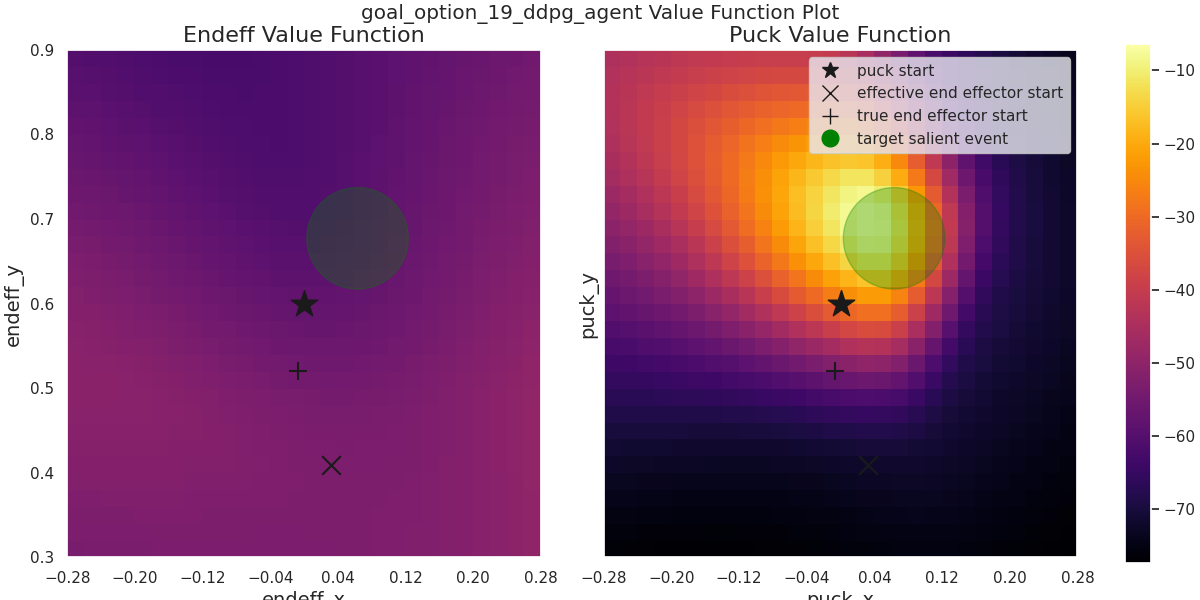 goal_option_19_ddpg_agent Value Function Plot
Endeff Value Function
Puck Value Function
puck start
effective end effector start
true end effector start
target salient event
endeff_y
0.9
0.8
0.7
0.6
0.5
0.4
0.3
−0.28 −0.20 −0.12 −0.04 0.04 0.12 0.20 0.28
endeff_x
puck_y
−0.28 −0.20 −0.12 −0.04 0.04 0.12 0.20 0.28
puck_x
−10
−20
−30
−40
−50
−60
−70